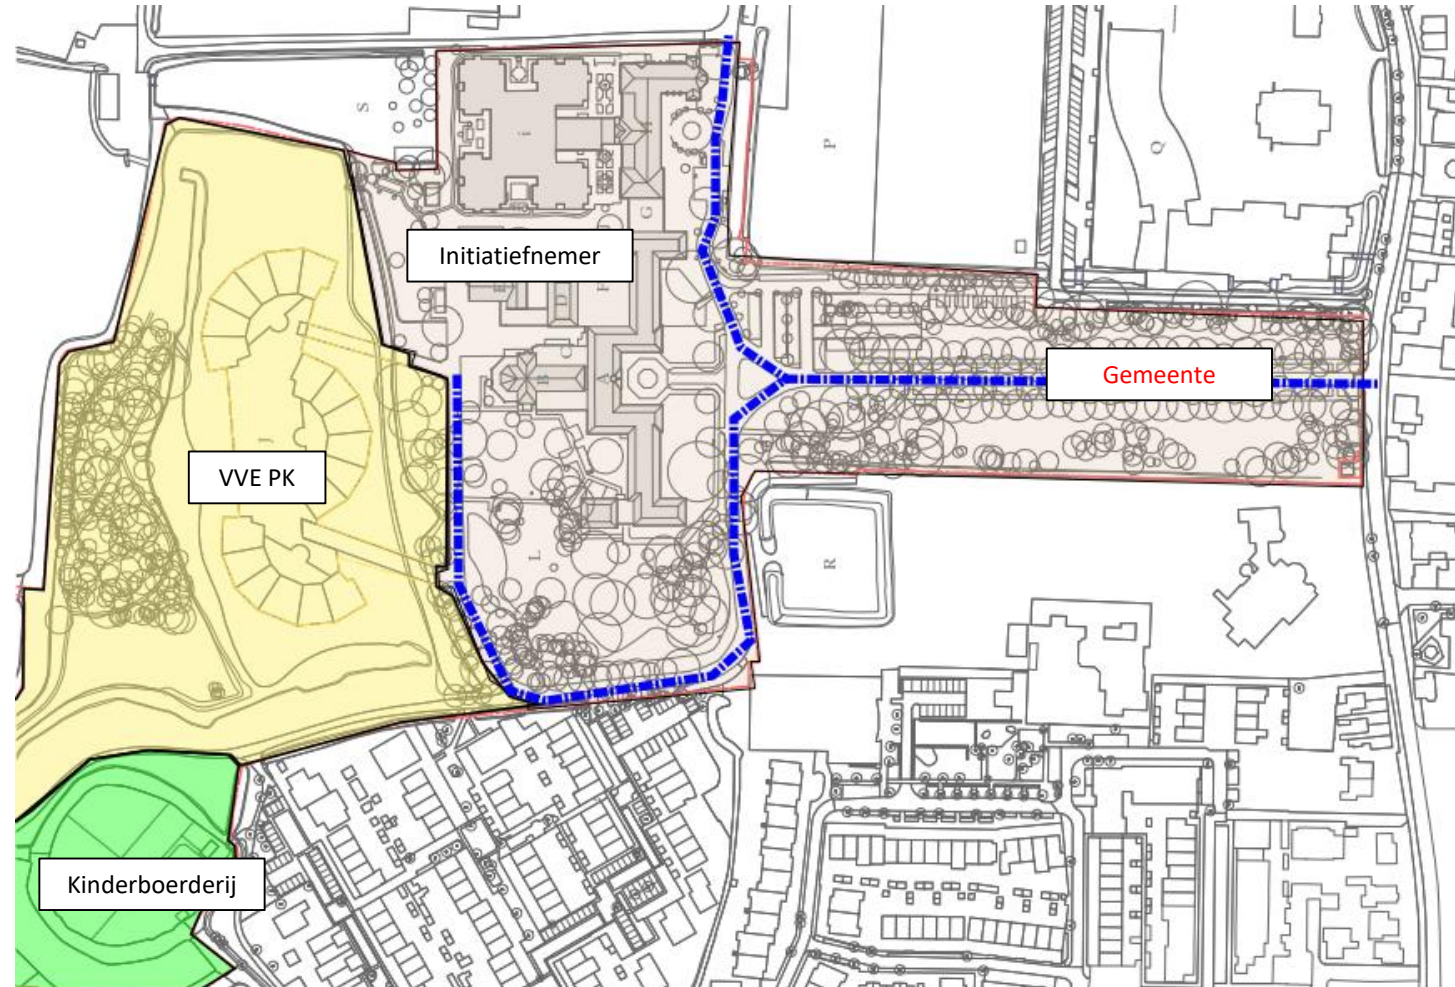 S
i
H
P
Q
G
Initiatiefnemer
E
D
F
Gemeente
C
B
A
J
VVE PK
L
R
Kinderboerderij